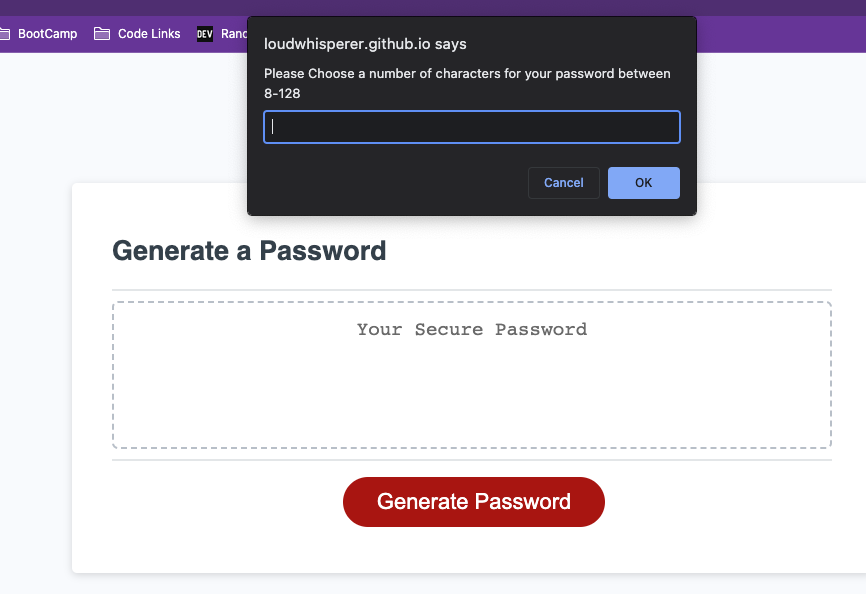 BootCamp Code Links DEV
loudwhisperer.github.io says
Please Choose a number of characters for your password between
8-128
Cancel OK
Generate a Password
Your Secure Password
Generate Password